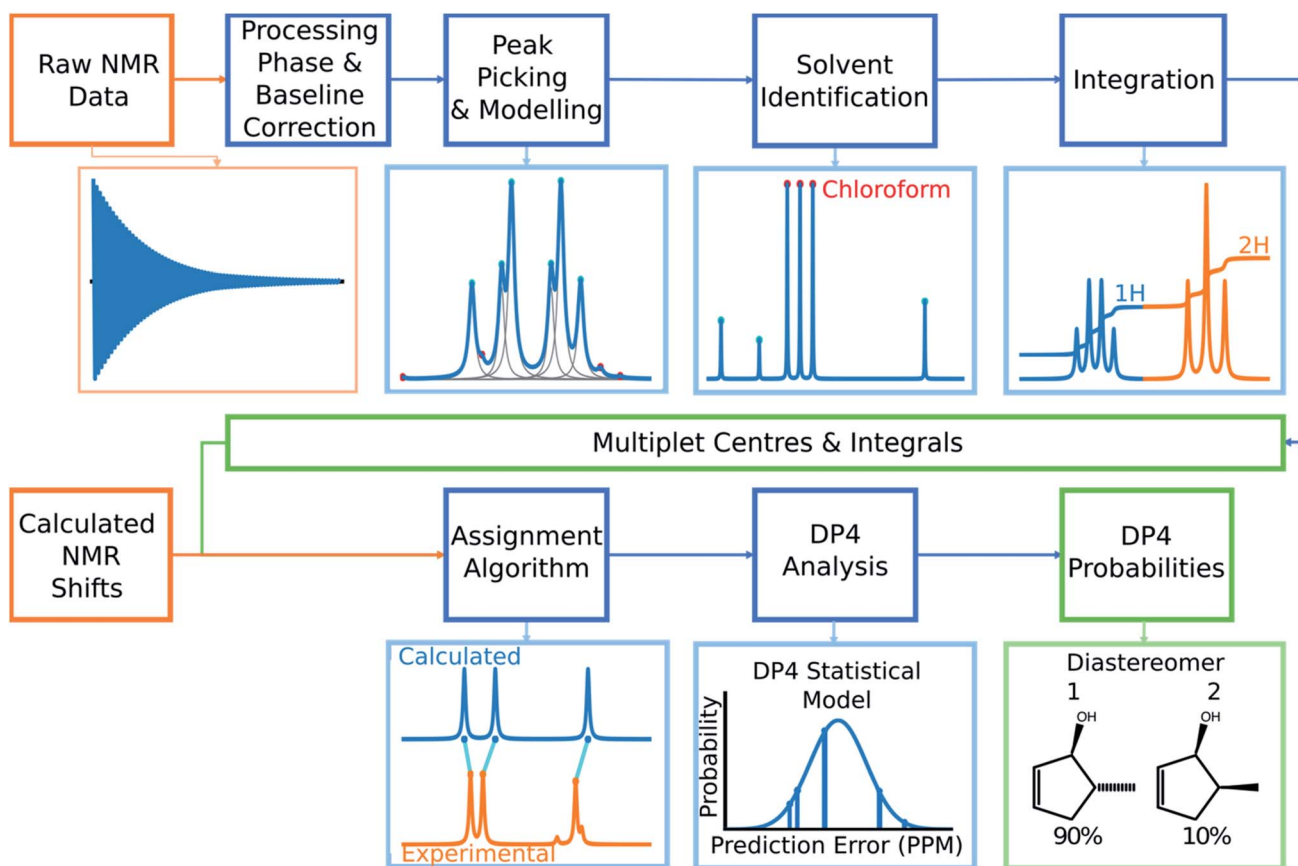 Raw NMR
Data
Processing
Phase &
Baseline
Correction
Peak
Picking
& Modelling
Solvent
Identification
Integration
Chloroform
1H
2H
Multiplet Centres & Integrals
Calculated
NMR
Shifts
Assignment
Algorithm
DP4
Analysis
DP4
Probabilities
Calculated
Experimental
DP4 Statistical
Model
Probability
Prediction Error (PPM)
Diastereomer
1 2
OH OH
90% 10%